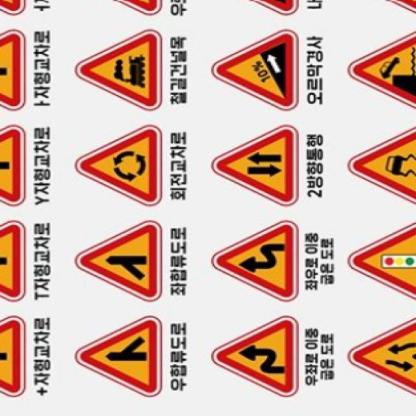 +자형교차로
T자형교차로
Y자형교차로
ㅏ자형교차로
우합류도로
좌합류도로
회전교차로
철길건널목
우좌로 이중
굽은 도로
좌우로 이중
굽은 도로
2방향통행
10%
오르막경사